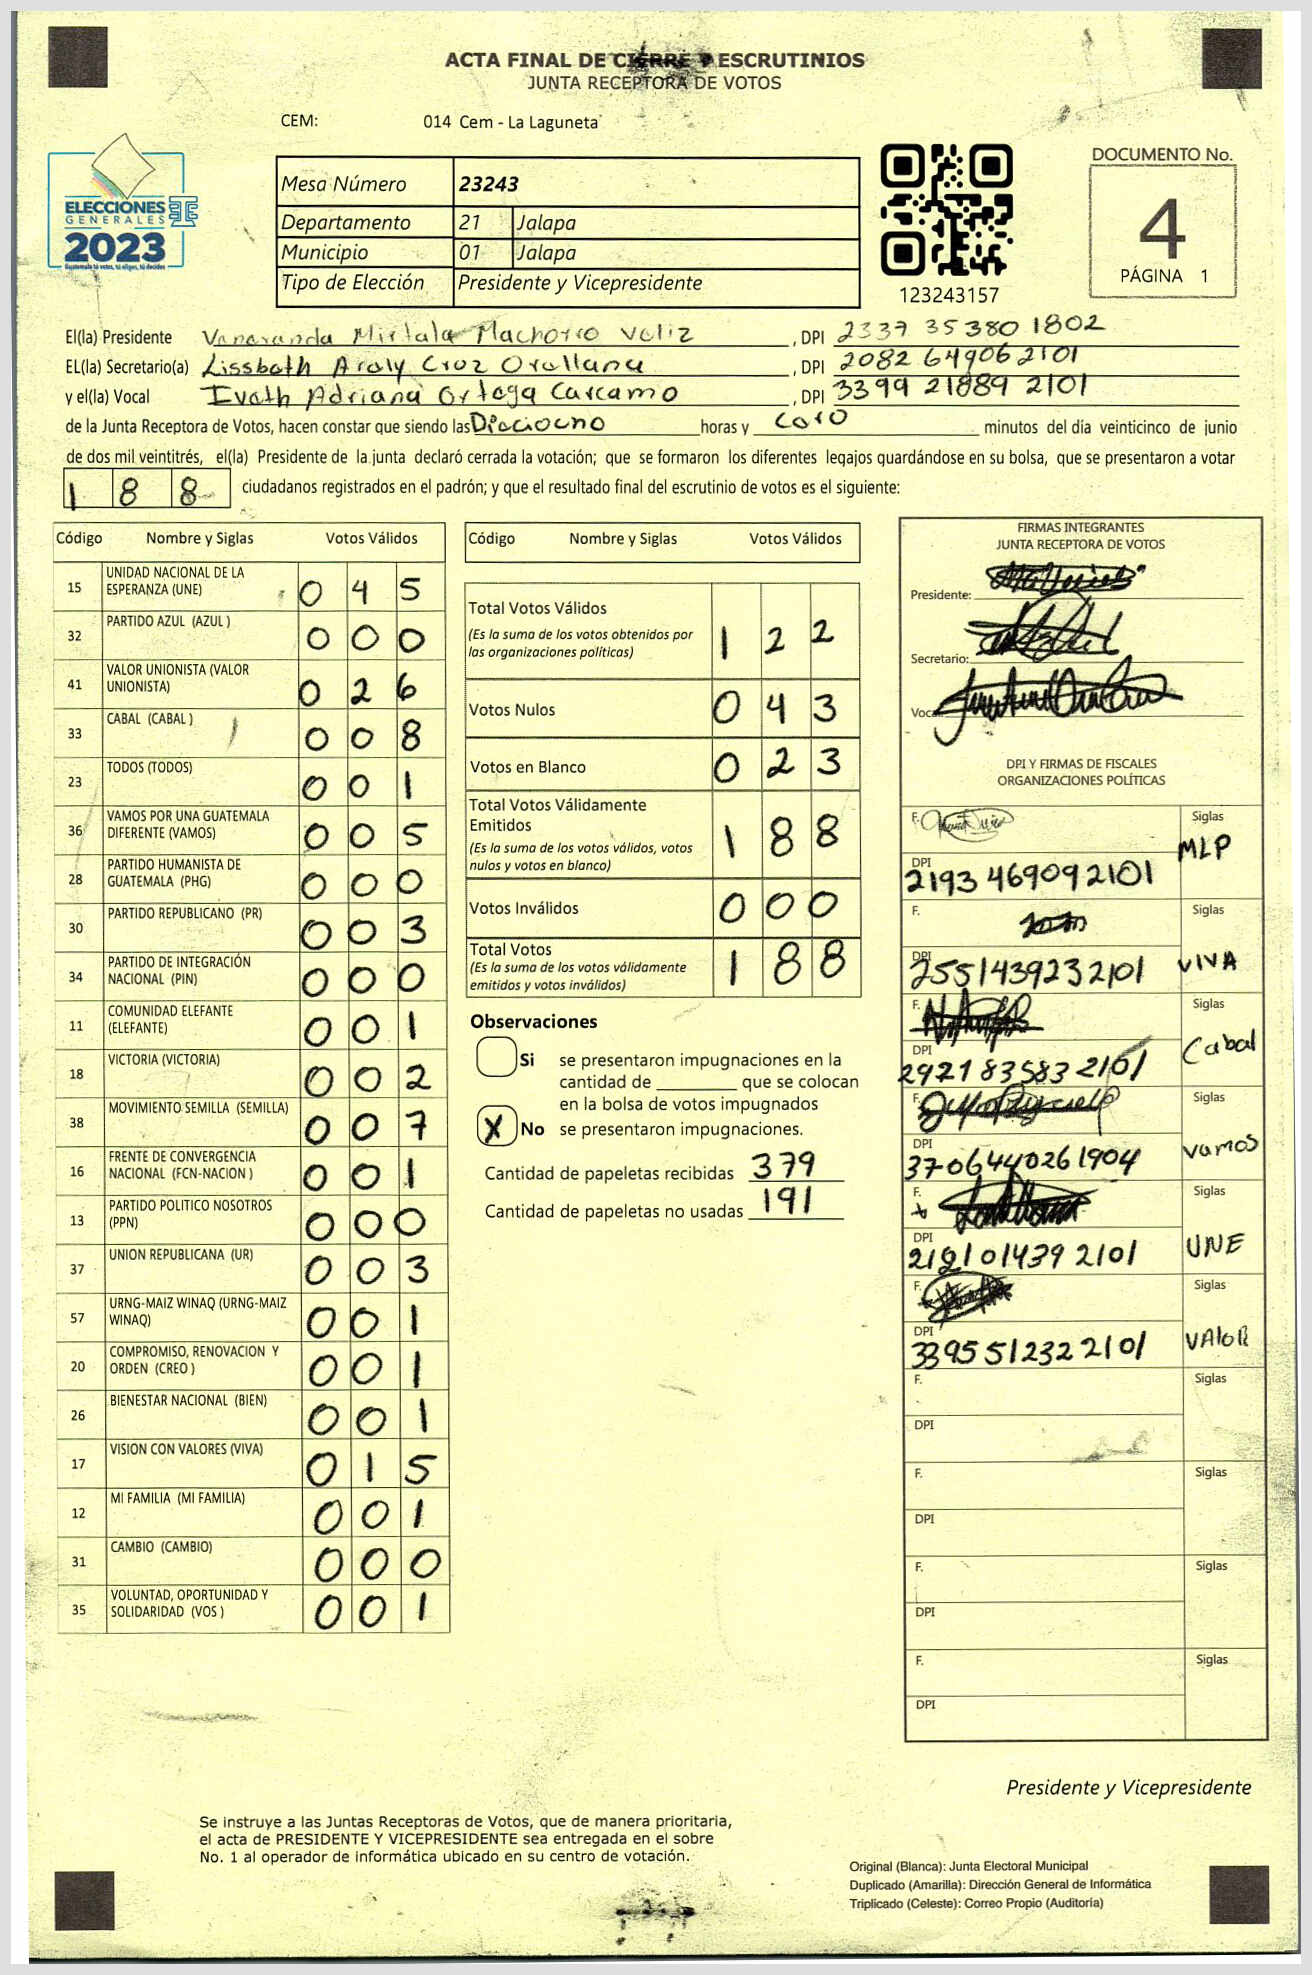 ACTA FINAL DE CIERRE Y ESCRUTINIOS
JUNTA RECEPTORA DE VOTOS
CEM: 014 Cem - La Laguneta
ELECCIONES
GENERALES
2023
Guatemala tú votas, tú eliges, tú decides
Mesa Número 23243
Departamento 21 Jalapa
Municipio 01 Jalapa
Tipo de Elección Presidente y Vicepresidente
123243157
DOCUMENTO No.
4
PÁGINA 1
El(la) Presidente Veneranda Mirtala Machorro Veliz , DPI 2337 35380 1802
EL(la) Secretario(a) Lissbeth Araly Cruz Orellana , DPI 2082 64906 2101
y el(la) Vocal Iveth Adriana Ortega Carcamo , DPI 3399 21889 2101
de la Junta Receptora de Votos, hacen constar que siendo las Dieciocho horas y cero minutos del día veinticinco de junio
de dos mil veintitrés, el(la) Presidente de la junta declaró cerrada la votación; que se formaron los diferentes legajos guardándose en su bolsa, que se presentaron a votar
188 ciudadanos registrados en el padrón; y que el resultado final del escrutinio de votos es el siguiente:
Código Nombre y Siglas Votos Válidos
15 UNIDAD NACIONAL DE LA
ESPERANZA (UNE) 0 4 5
32 PARTIDO AZUL (AZUL ) 0 0 0
41 VALOR UNIONISTA (VALOR
UNIONISTA) 0 2 6
33 CABAL (CABAL ) 0 0 8
23 TODOS (TODOS) 0 0 1
36 VAMOS POR UNA GUATEMALA
DIFERENTE (VAMOS) 0 0 5
28 PARTIDO HUMANISTA DE
GUATEMALA (PHG) 0 0 0
30 PARTIDO REPUBLICANO (PR) 0 0 3
34 PARTIDO DE INTEGRACIÓN
NACIONAL (PIN) 0 0 0
11 COMUNIDAD ELEFANTE
(ELEFANTE) 0 0 1
18 VICTORIA (VICTORIA) 0 0 2
38 MOVIMIENTO SEMILLA (SEMILLA) 0 0 7
16 FRENTE DE CONVERGENCIA
NACIONAL (FCN-NACION ) 0 0 1
13 PARTIDO POLITICO NOSOTROS
(PPN) 0 0 0
37 UNION REPUBLICANA (UR) 0 0 3
57 URNG-MAIZ WINAQ (URNG-MAIZ
WINAQ) 0 0 1
20 COMPROMISO, RENOVACION Y
ORDEN (CREO ) 0 0 1
26 BIENESTAR NACIONAL (BIEN) 0 0 1
17 VISION CON VALORES (VIVA) 0 1 5
12 MI FAMILIA (MI FAMILIA) 0 0 1
31 CAMBIO (CAMBIO) 0 0 0
35 VOLUNTAD, OPORTUNIDAD Y
SOLIDARIDAD (VOS ) 0 0 1
Código Nombre y Siglas Votos Válidos
Total Votos Válidos
(Es la suma de los votos obtenidos por
las organizaciones políticas) 1 2 2
Votos Nulos 0 4 3
Votos en Blanco 0 2 3
Total Votos Válidamente
Emitidos
(Es la suma de los votos válidos, votos
nulos y votos en blanco) 1 8 8
Votos Inválidos 0 0 0
Total Votos
(Es la suma de los votos válidamente
emitidos y votos inválidos) 1 8 8
Observaciones
Si se presentaron impugnaciones en la
cantidad de ________ que se colocan
en la bolsa de votos impugnados
X No se presentaron impugnaciones.
Cantidad de papeletas recibidas 379
Cantidad de papeletas no usadas 191
FIRMAS INTEGRANTES
JUNTA RECEPTORA DE VOTOS
Presidente:
Secretario:
Vocal
DPI Y FIRMAS DE FISCALES
ORGANIZACIONES POLÍTICAS
F. Siglas
MLP
DPI
2193 46909 2101
F. Siglas
DPI VIVA
2551439232101
F. Siglas
Cabal
DPI
2921 83583 2101
F. Siglas
DPI vamos
3706440261904
F. Siglas
DPI UNE
212101439 2101
F. Siglas
DPI VALOR
3395 51232 2101
F. Siglas
DPI
F. Siglas
DPI
F. Siglas
DPI
F. Siglas
DPI
Presidente y Vicepresidente
Se instruye a las Juntas Receptoras de Votos, que de manera prioritaria,
el acta de PRESIDENTE Y VICEPRESIDENTE sea entregada en el sobre
No. 1 al operador de informática ubicado en su centro de votación.
Original (Blanca): Junta Electoral Municipal
Duplicado (Amarilla): Dirección General de Informática
Triplicado (Celeste): Correo Propio (Auditoría)